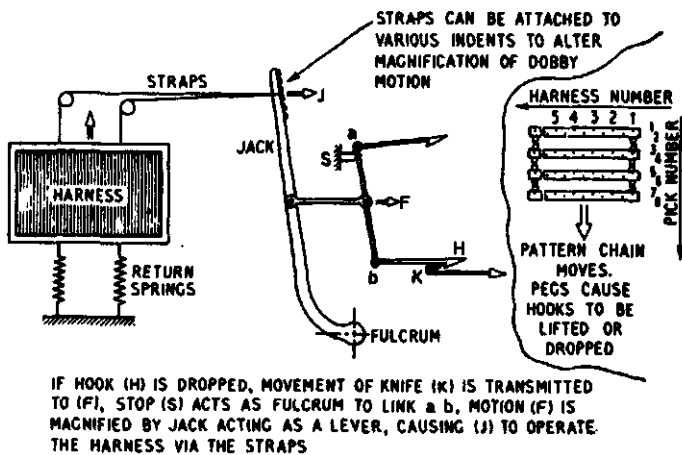 STRAPS CAN BE ATTACHED TO
VARIOUS INDENTS TO ALTER
MAGNIFICATION OF DOBBY
MOTION
STRAPS
J
HARNESS NUMBER
5 4 3 2 1
JACK
a
S
1
2
3
4
5
6
7
8
PICK NUMBER
HARNESS
F
H
b
K
RETURN
SPRINGS
PATTERN CHAIN
MOVES.
PEGS CAUSE
HOOKS TO BE
LIFTED OR
DROPPED
FULCRUM
IF HOOK (H) IS DROPPED, MOVEMENT OF KNIFE (K) IS TRANSMITTED
TO (F), STOP (S) ACTS AS FULCRUM TO LINK a b, MOTION (F) IS
MAGNIFIED BY JACK ACTING AS A LEVER, CAUSING (J) TO OPERATE
THE HARNESS VIA THE STRAPS